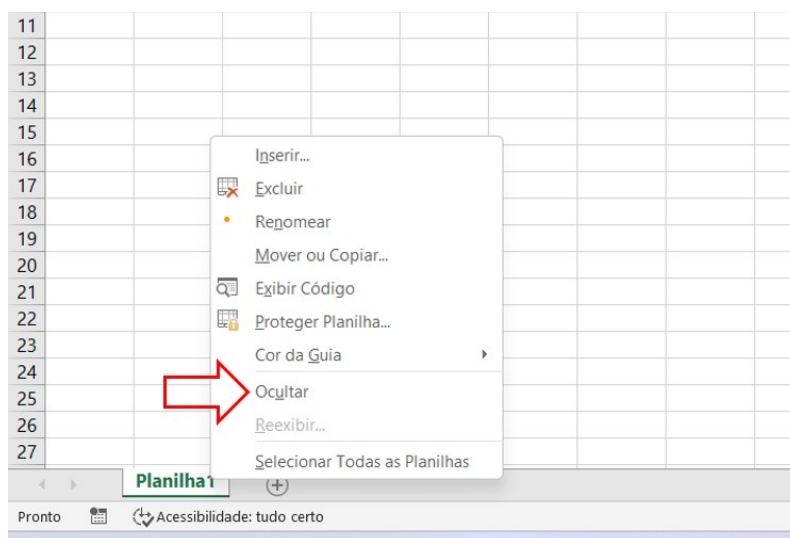 11
12
13
14
15
16
17
18
19
20
21
22
23
24
25
26
27
Inserir...
Excluir
Renomear
Mover ou Copiar...
Exibir Código
Proteger Planilha...
Cor da Guia
Ocultar
Reexibir...
Selecionar Todas as Planilhas
Planilha1
Pronto Acessibilidade: tudo certo